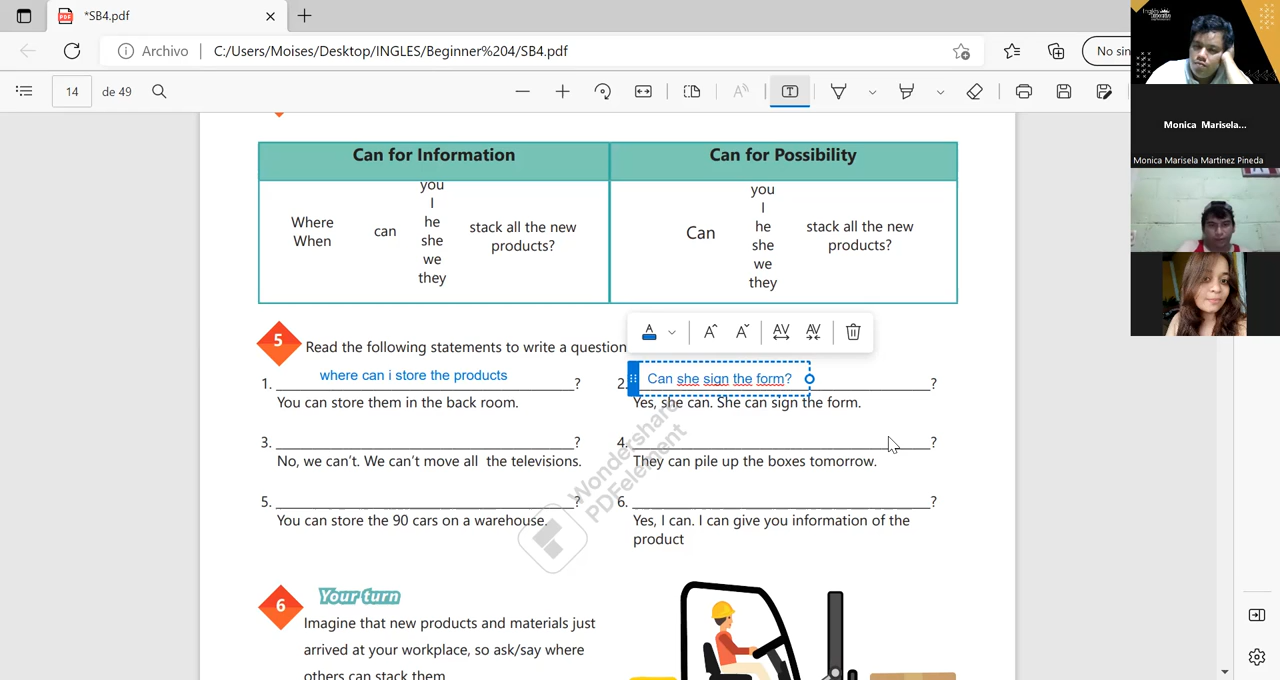 *SB4.pdf
Archivo
C:/Users/Moises/Desktop/INGLES/Beginner%204/SB4.pdf
No sin
14 de 49
Monica Marisela...
Monica Marisela Martinez Pineda
Can for Information
Can for Possibility
Where
When
can
you
I
he
she
we
they
stack all the new
products?
Can
you
I
he
she
we
they
stack all the new
products?
5
Read the following statements to write a question
1. where can i store the products ?
You can store them in the back room.
2. Can she sign the form? ?
Yes, she can. She can sign the form.
3. ?
No, we can't. We can't move all the televisions.
4. ?
They can pile up the boxes tomorrow.
5. ?
You can store the 90 cars on a warehouse.
6. ?
Yes, I can. I can give you information of the
product
Wondershare
PDFelement
6
Your turn
Imagine that new products and materials just
arrived at your workplace, so ask/say where
others can stack them